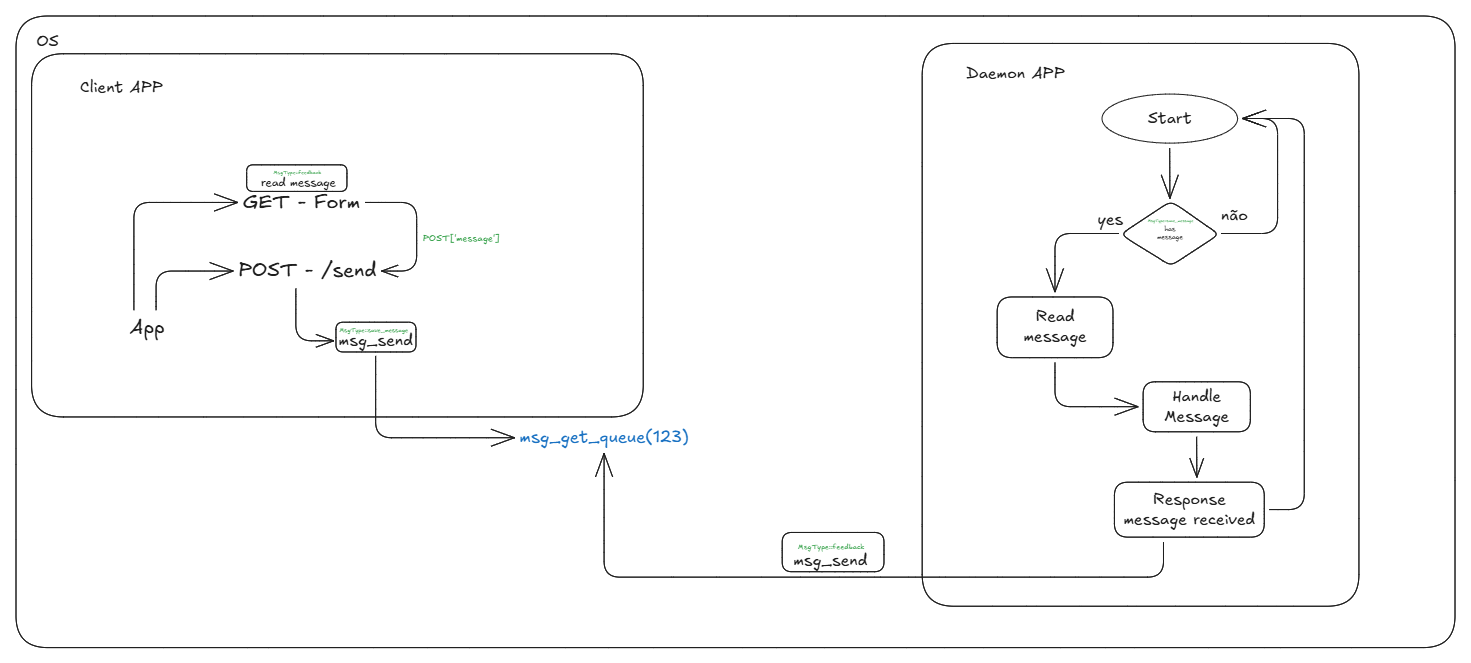 OS
Client APP
MsgType::feedback
read message
GET - Form
POST['message']
POST - /send
App
MsgType::save_message
msg_send
msg_get_queue(123)
MsgType::feedback
msg_send
Daemon APP
Start
MsgType::save_message
has
message
yes
não
Read
message
Handle
Message
Response
message received